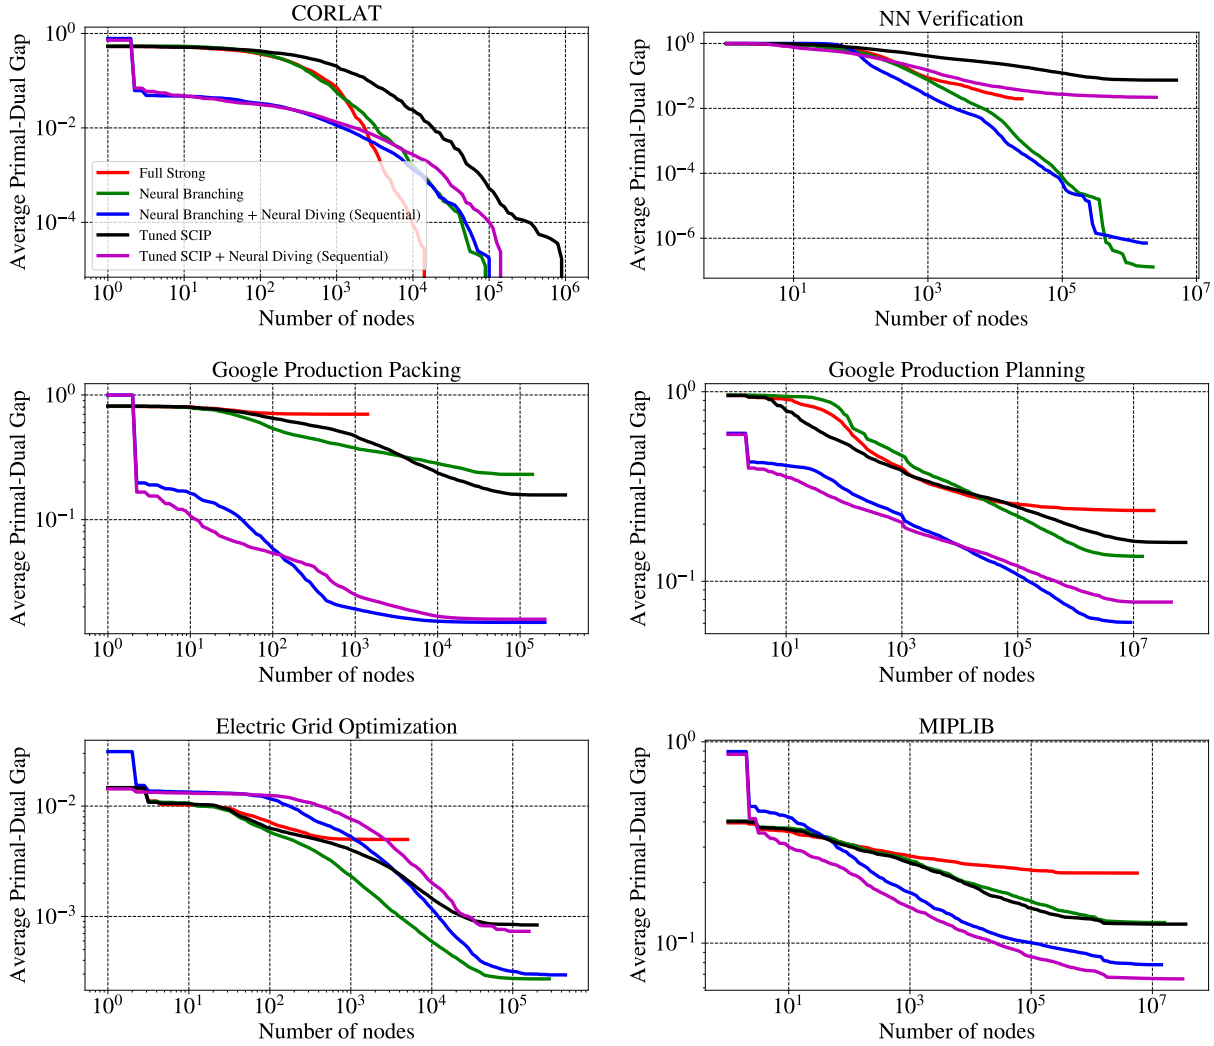 CORLAT
Average Primal-Dual Gap
10^0
10^-2
10^-4
Full Strong
Neural Branching
Neural Branching + Neural Diving (Sequential)
Tuned SCIP
Tuned SCIP + Neural Diving (Sequential)
10^0 10^1 10^2 10^3 10^4 10^5 10^6
Number of nodes
NN Verification
Average Primal-Dual Gap
10^0
10^-2
10^-4
10^-6
10^1 10^3 10^5 10^7
Number of nodes
Google Production Packing
Average Primal-Dual Gap
10^0
10^-1
10^0 10^1 10^2 10^3 10^4 10^5
Number of nodes
Google Production Planning
Average Primal-Dual Gap
10^0
10^-1
10^1 10^3 10^5 10^7
Number of nodes
Electric Grid Optimization
Average Primal-Dual Gap
10^-2
10^-3
10^0 10^1 10^2 10^3 10^4 10^5
Number of nodes
MIPLIB
Average Primal-Dual Gap
10^0
10^-1
10^1 10^3 10^5 10^7
Number of nodes